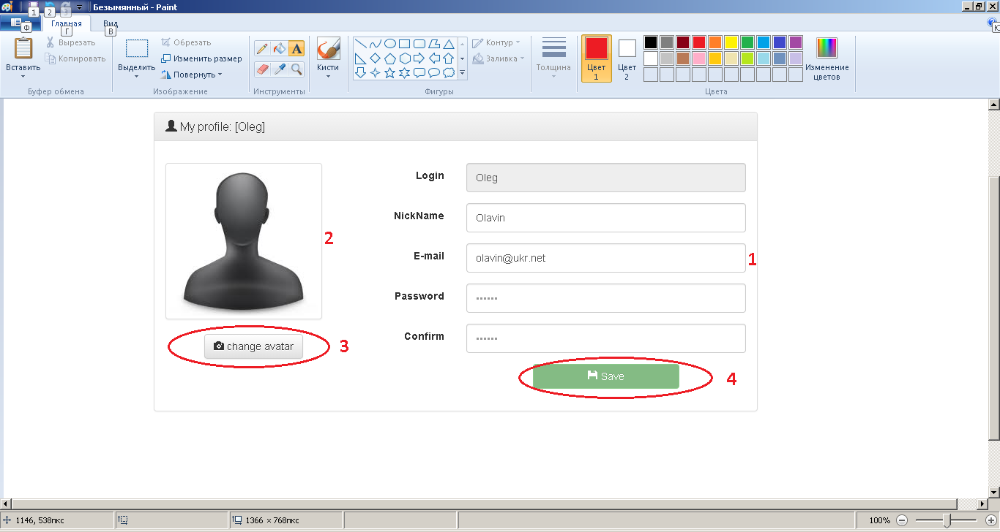 Безымянный - Paint
1 2 3
Ф Главная Вид
Г В
Ю
Вставить
Вырезать
Копировать
Буфер обмена
Выделить
Обрезать
Изменить размер
Повернуть
Изображение
A
Инструменты
Кисти
Фигуры
Контур
Заливка
Толщина
Цвет 1
Цвет 2
Изменение цветов
Цвета
My profile: [Oleg]
Login Oleg
NickName Olavin
2
E-mail olavin@ukr.net 1
Password ••••••
Confirm ••••••
change avatar 3
Save 4
1146, 538пкс
1366 × 768пкс
100%